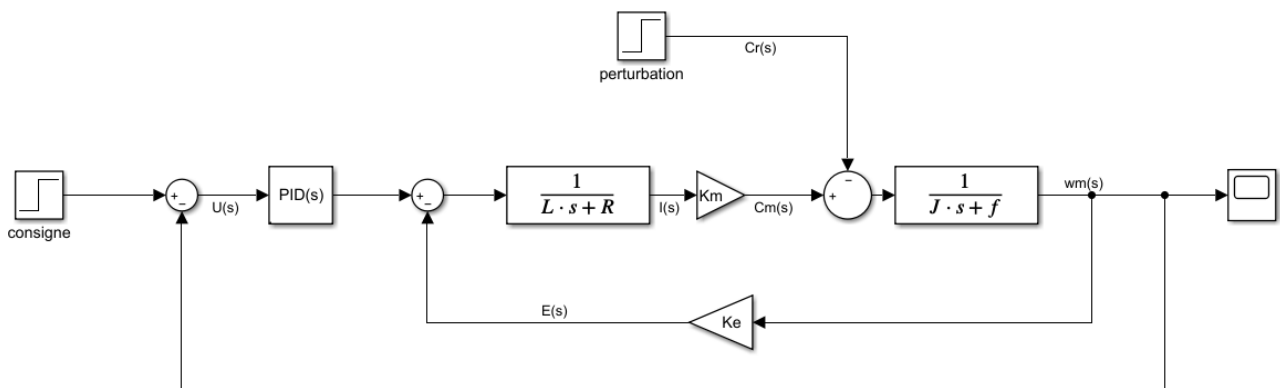 Cr(s)
perturbation
consigne
+
−
U(s)
PID(s)
+
−
1
L · s + R
I(s)
Km
Cm(s)
−
+
1
J · s + f
wm(s)
E(s)
Ke